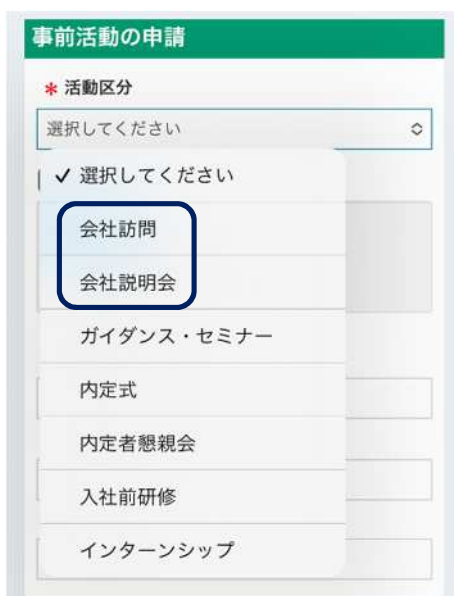 事前活動の申請
* 活動区分
選択してください
✓ 選択してください
会社訪問
会社説明会
ガイダンス・セミナー
内定式
内定者懇親会
入社前研修
インターンシップ